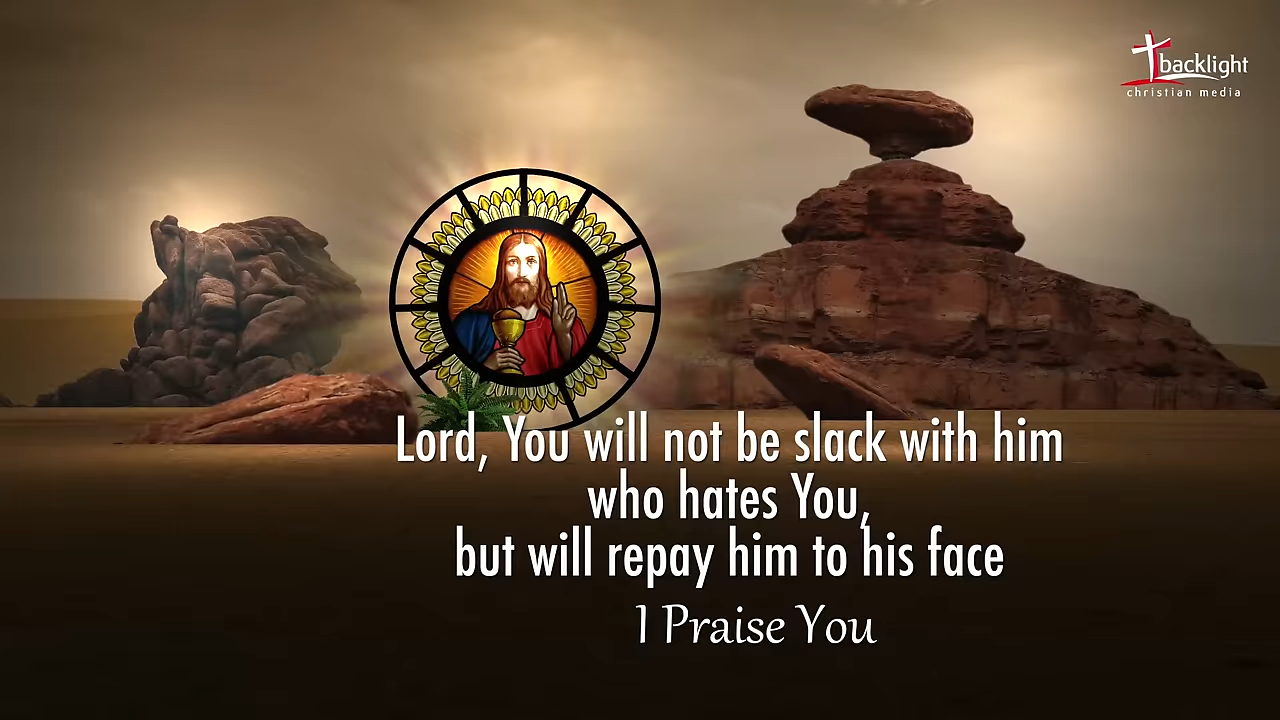 backlight
christian media
Lord, You will not be slack with him
who hates You,
but will repay him to his face
I Praise You